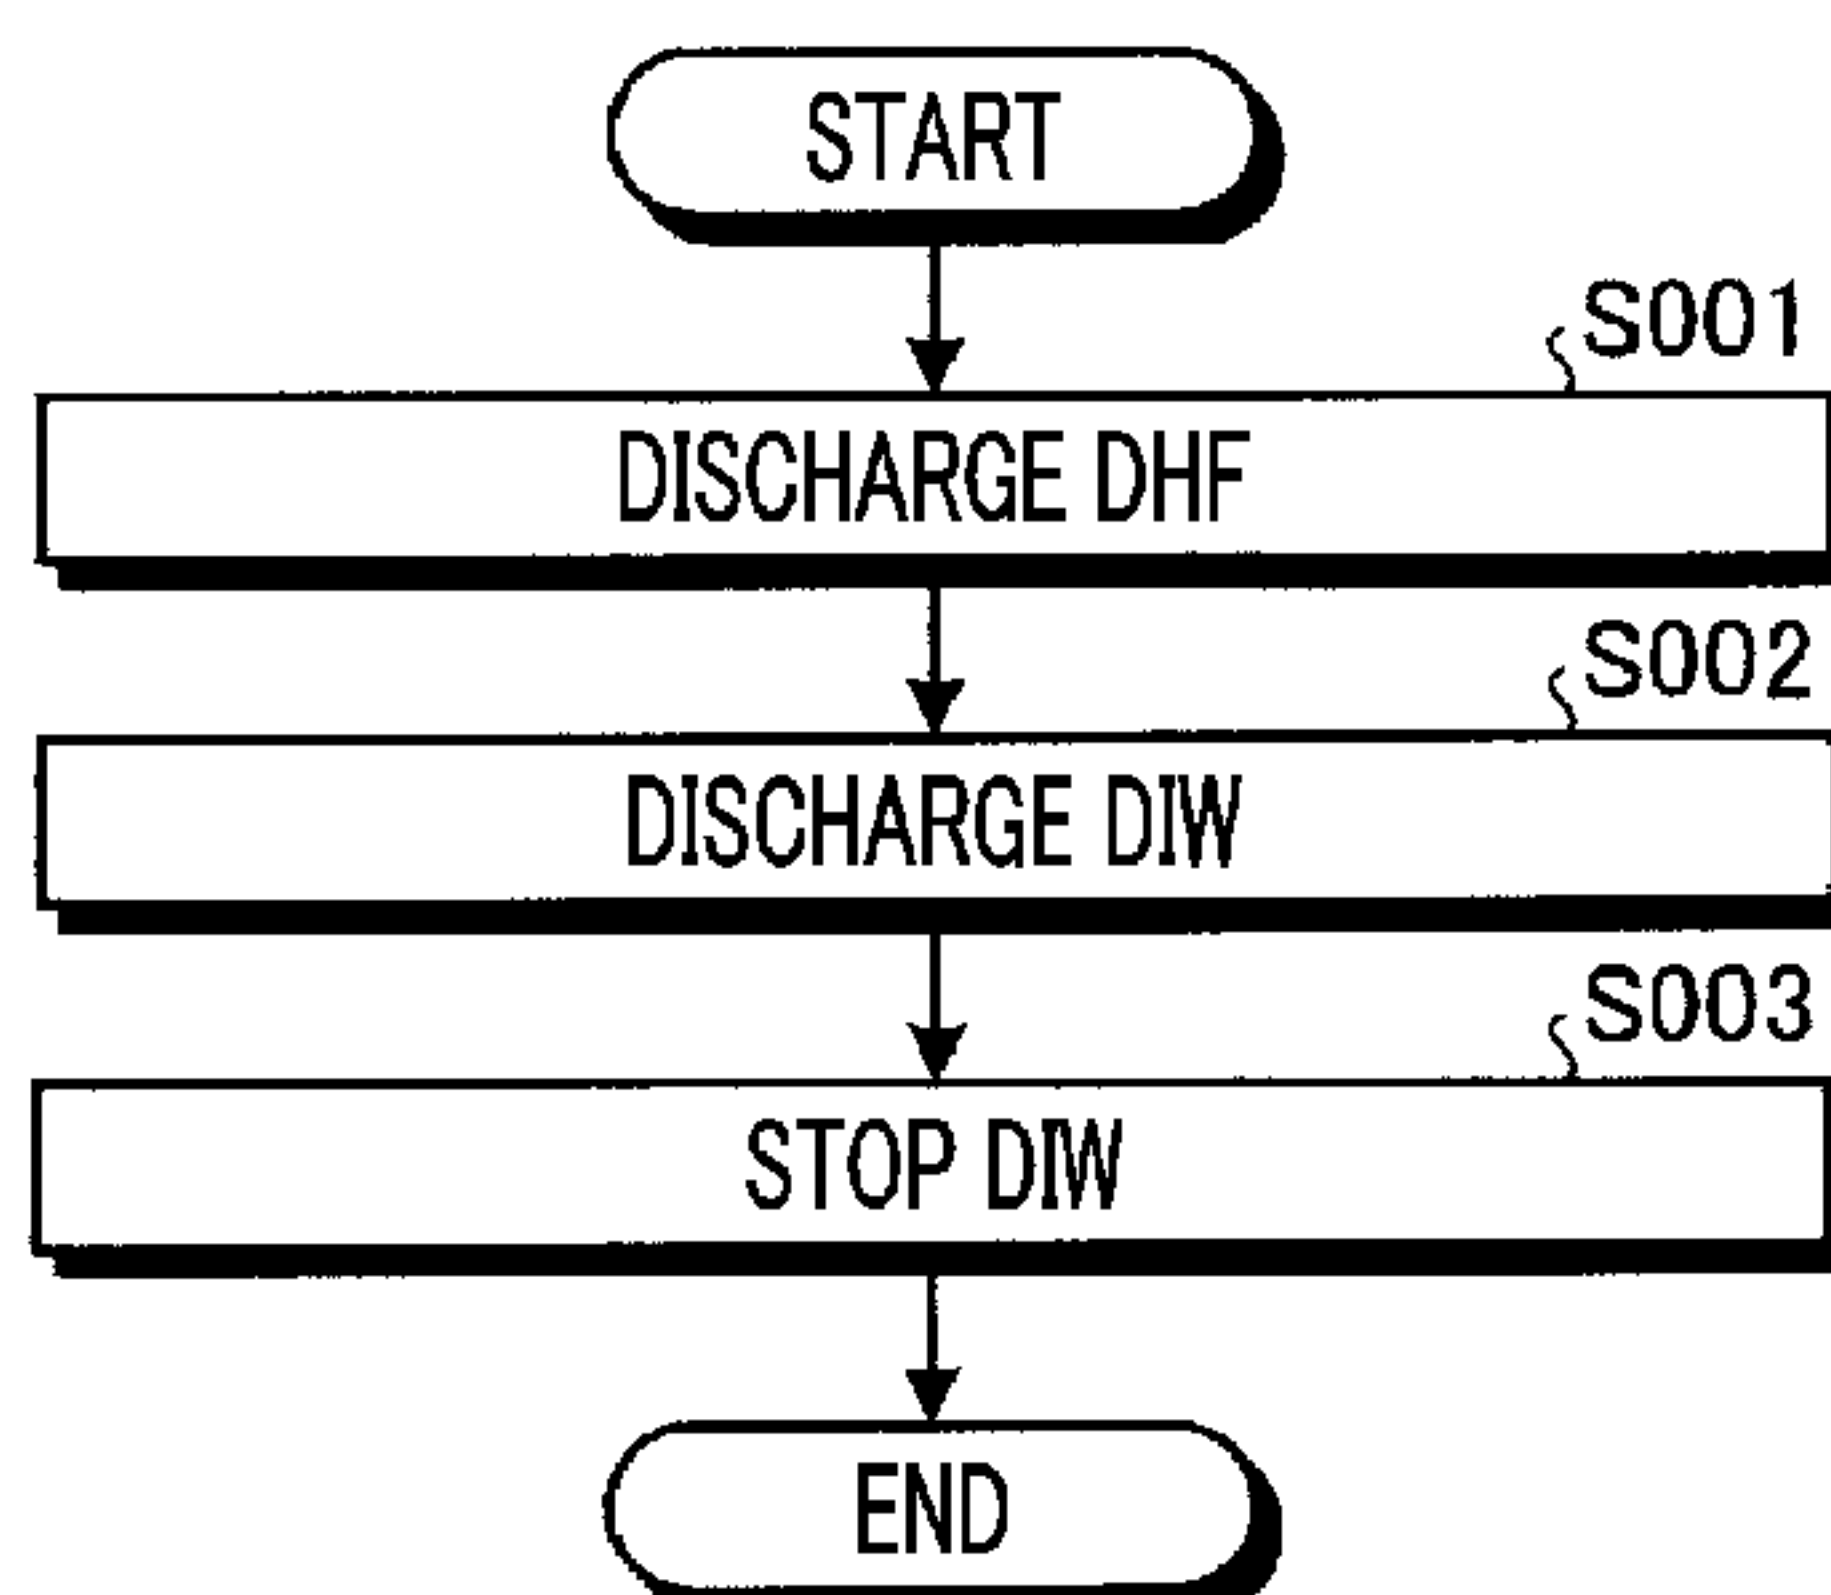 START
S001
DISCHARGE DHF
S002
DISCHARGE DIW
S003
STOP DIW
END